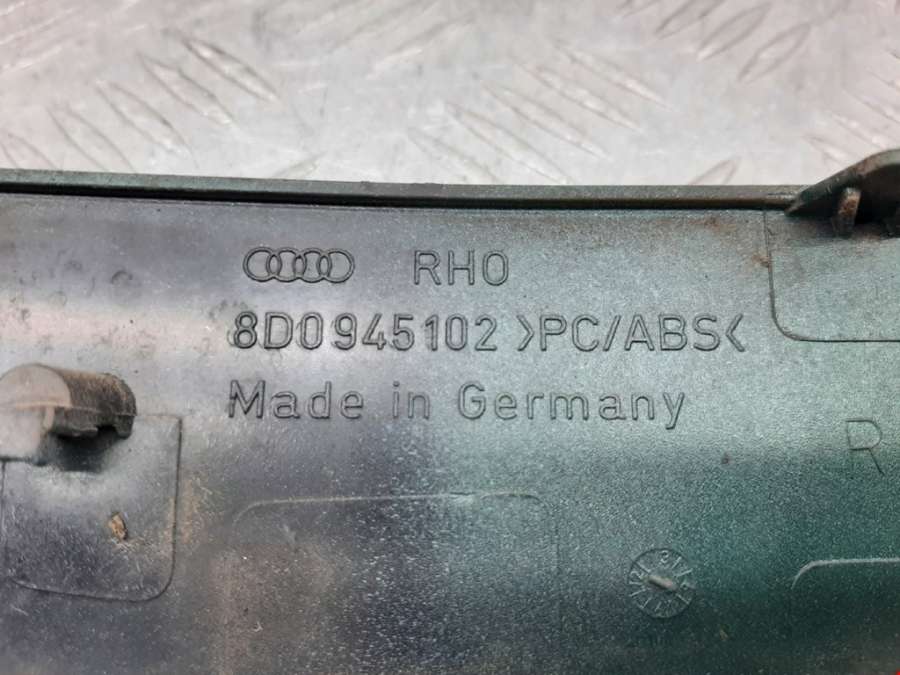 RHO
8D0945102 >PC/ABS<
Made in Germany
R